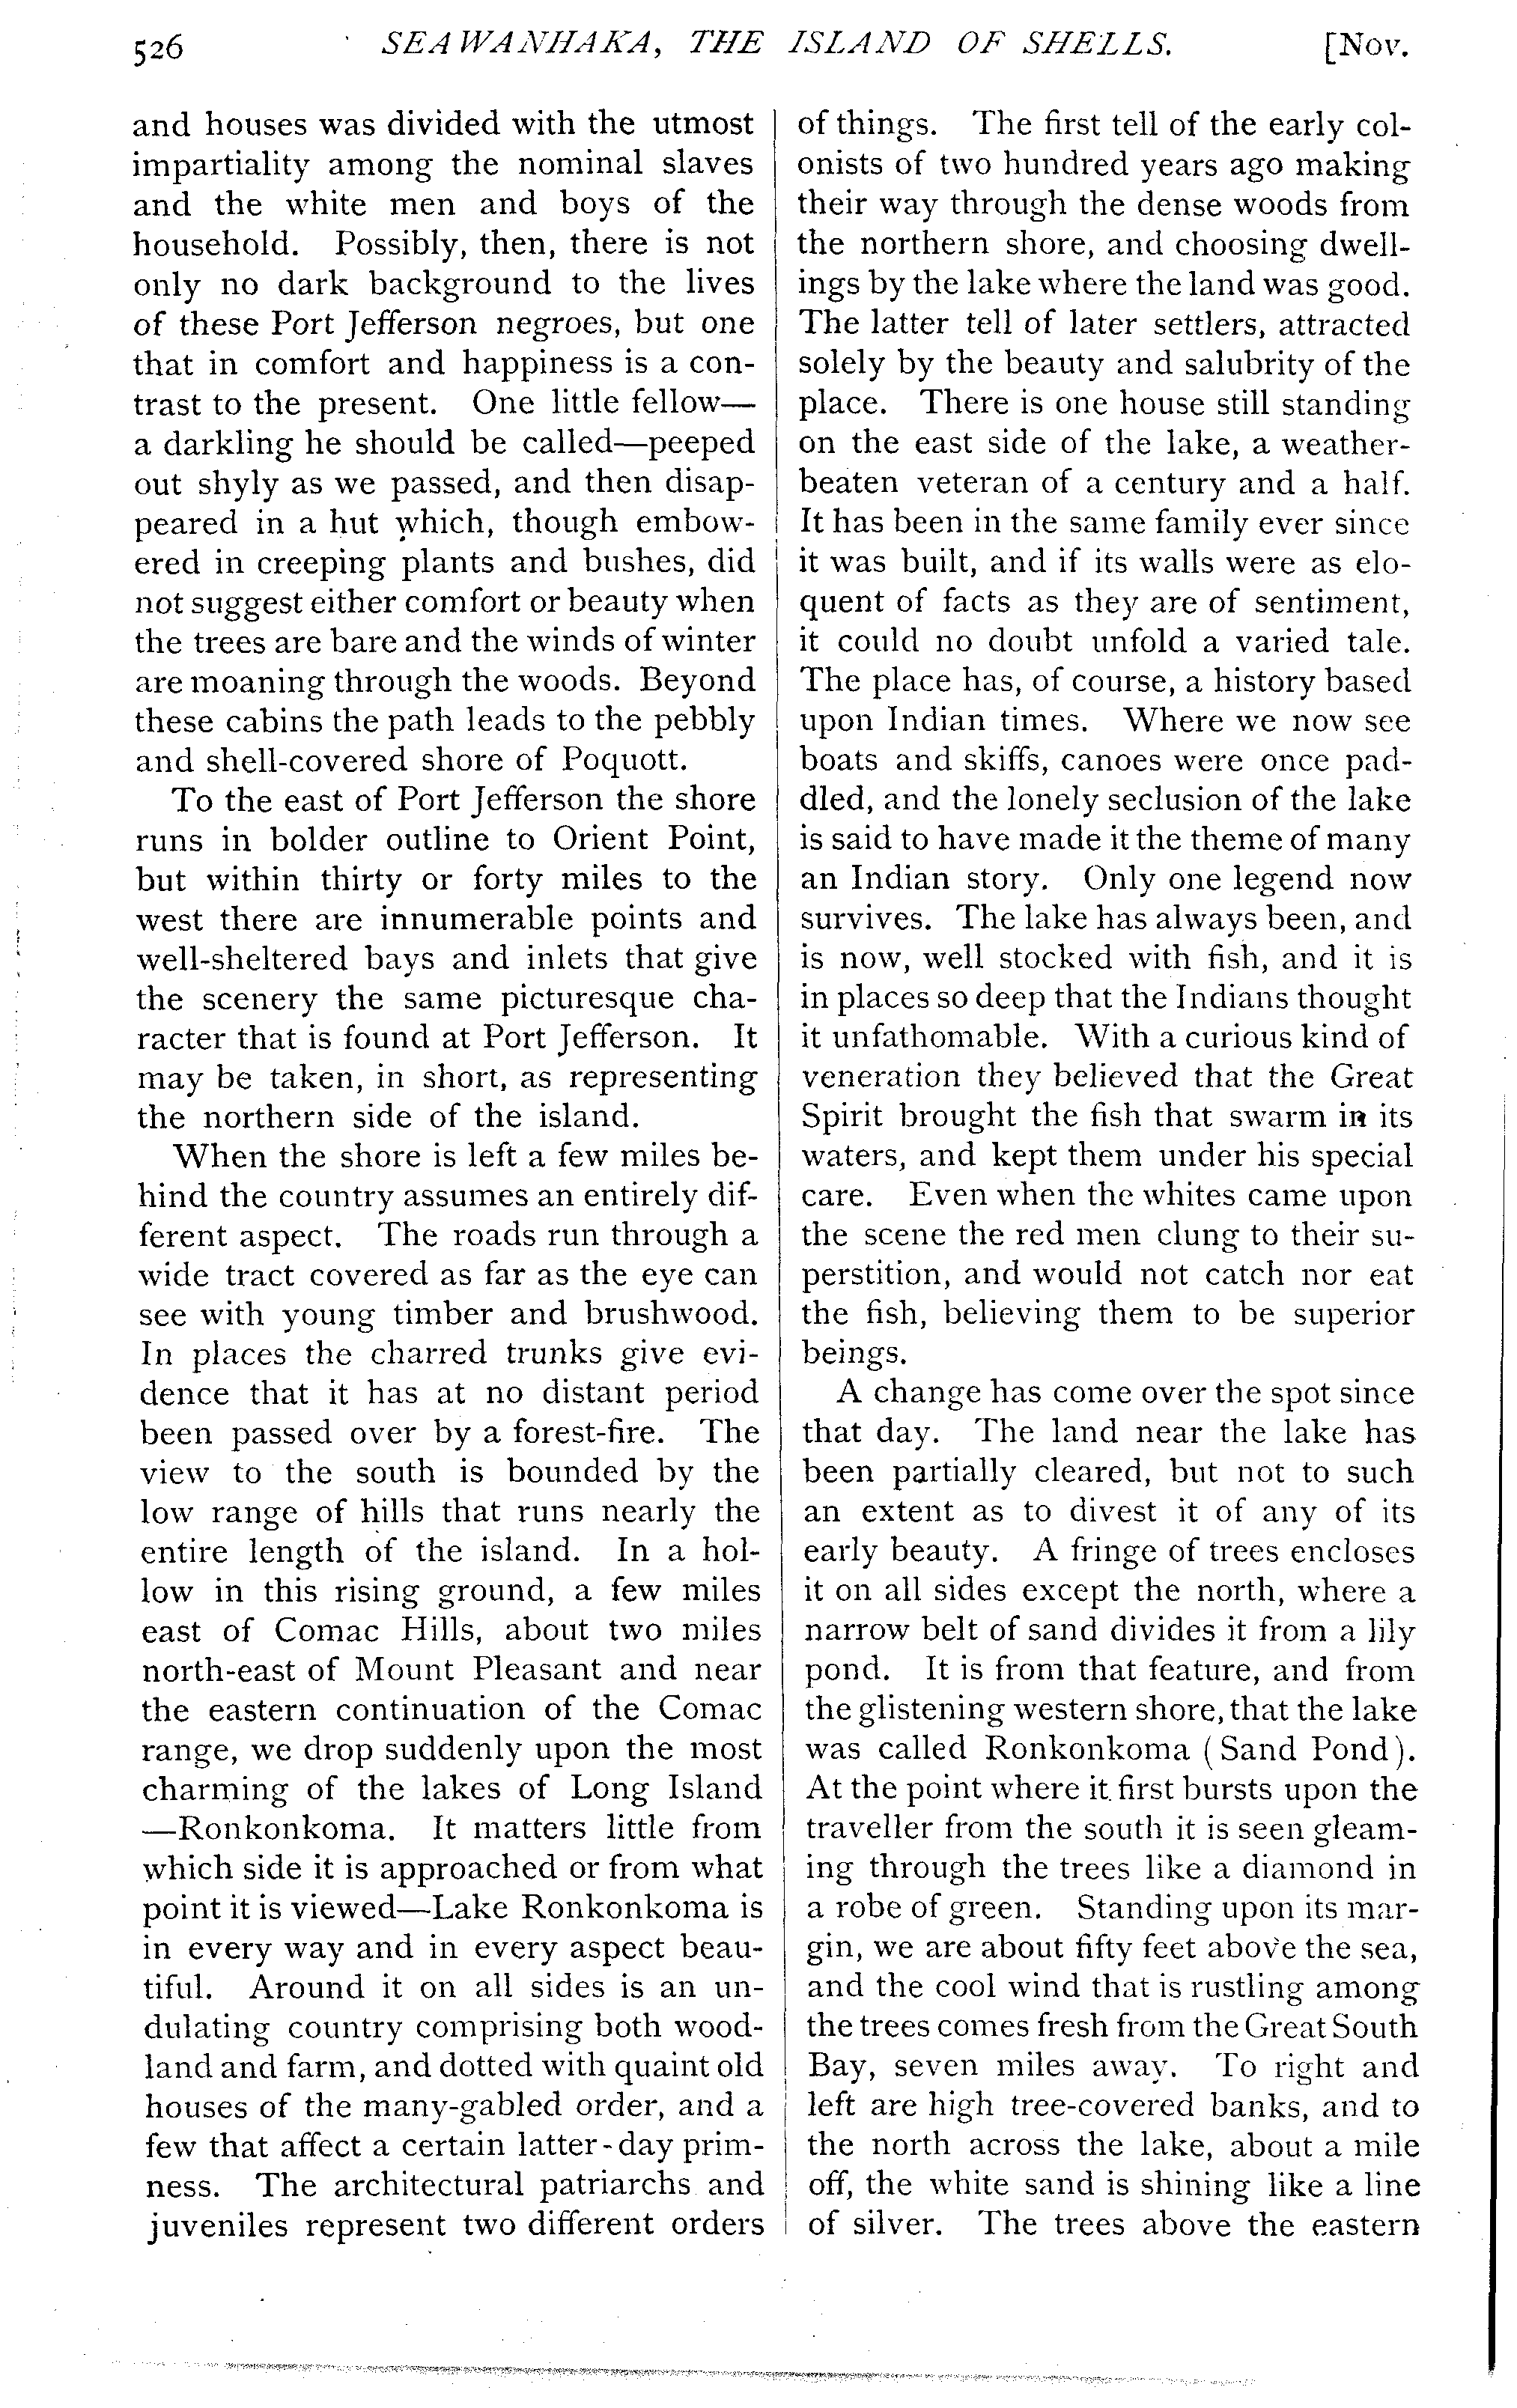 526 SEAWANHAKA, THE ISLAND OF SHELLS. [Nov.
and houses was divided with the utmost
impartiality among the nominal slaves
and the white men and boys of the
household. Possibly, then, there is not
only no dark background to the lives
of these Port Jefferson negroes, but one
that in comfort and happiness is a con-
trast to the present. One little fellow—
a darkling he should be called—peeped
out shyly as we passed, and then disap-
peared in a hut which, though embow-
ered in creeping plants and bushes, did
not suggest either comfort or beauty when
the trees are bare and the winds of winter
are moaning through the woods. Beyond
these cabins the path leads to the pebbly
and shell-covered shore of Poquott.
To the east of Port Jefferson the shore
runs in bolder outline to Orient Point,
but within thirty or forty miles to the
west there are innumerable points and
well-sheltered bays and inlets that give
the scenery the same picturesque cha-
racter that is found at Port Jefferson. It
may be taken, in short, as representing
the northern side of the island.
When the shore is left a few miles be-
hind the country assumes an entirely dif-
ferent aspect. The roads run through a
wide tract covered as far as the eye can
see with young timber and brushwood.
In places the charred trunks give evi-
dence that it has at no distant period
been passed over by a forest-fire. The
view to the south is bounded by the
low range of hills that runs nearly the
entire length of the island. In a hol-
low in this rising ground, a few miles
east of Comac Hills, about two miles
north-east of Mount Pleasant and near
the eastern continuation of the Comac
range, we drop suddenly upon the most
charming of the lakes of Long Island
—Ronkonkoma. It matters little from
which side it is approached or from what
point it is viewed—Lake Ronkonkoma is
in every way and in every aspect beau-
tiful. Around it on all sides is an un-
dulating country comprising both wood-
land and farm, and dotted with quaint old
houses of the many-gabled order, and a
few that affect a certain latter-day prim-
ness. The architectural patriarchs and
juveniles represent two different orders
of things. The first tell of the early col-
onists of two hundred years ago making
their way through the dense woods from
the northern shore, and choosing dwell-
ings by the lake where the land was good.
The latter tell of later settlers, attracted
solely by the beauty and salubrity of the
place. There is one house still standing
on the east side of the lake, a weather-
beaten veteran of a century and a half.
It has been in the same family ever since
it was built, and if its walls were as elo-
quent of facts as they are of sentiment,
it could no doubt unfold a varied tale.
The place has, of course, a history based
upon Indian times. Where we now see
boats and skiffs, canoes were once pad-
dled, and the lonely seclusion of the lake
is said to have made it the theme of many
an Indian story. Only one legend now
survives. The lake has always been, and
is now, well stocked with fish, and it is
in places so deep that the Indians thought
it unfathomable. With a curious kind of
veneration they believed that the Great
Spirit brought the fish that swarm in its
waters, and kept them under his special
care. Even when the whites came upon
the scene the red men clung to their su-
perstition, and would not catch nor eat
the fish, believing them to be superior
beings.
A change has come over the spot since
that day. The land near the lake has
been partially cleared, but not to such
an extent as to divest it of any of its
early beauty. A fringe of trees encloses
it on all sides except the north, where a
narrow belt of sand divides it from a lily
pond. It is from that feature, and from
the glistening western shore, that the lake
was called Ronkonkoma (Sand Pond).
At the point where it first bursts upon the
traveller from the south it is seen gleam-
ing through the trees like a diamond in
a robe of green. Standing upon its mar-
gin, we are about fifty feet above the sea,
and the cool wind that is rustling among
the trees comes fresh from the Great South
Bay, seven miles away. To right and
left are high tree-covered banks, and to
the north across the lake, about a mile
off, the white sand is shining like a line
of silver. The trees above the eastern